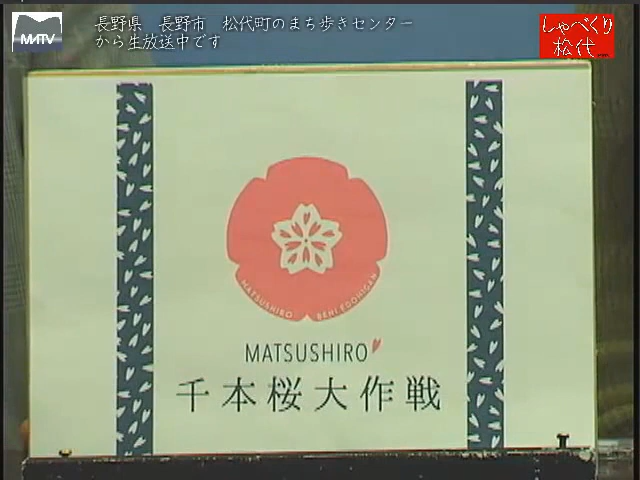 MATV
長野県　長野市　松代町のまち歩きセンター
から生放送中です
しゃべくり
松代
MATSUSHIRO BENI EDOHIGAN
MATSUSHIRO
千本桜大作戦